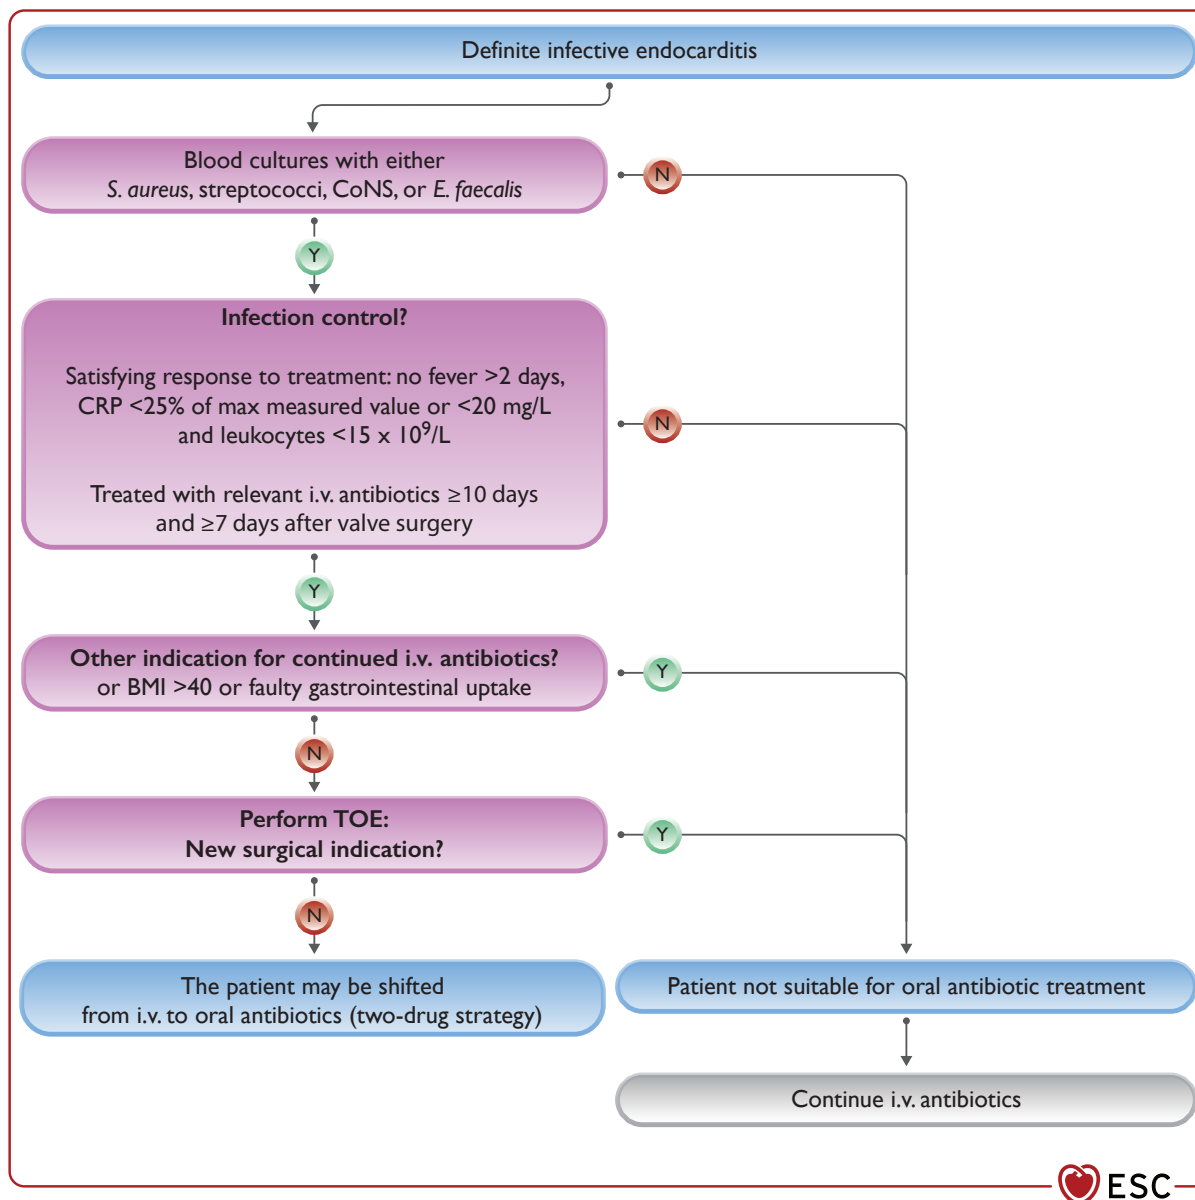 Definite infective endocarditis
Blood cultures with either
S. aureus, streptococci, CoNS, or E. faecalis
N
Y
Infection control?
Satisfying response to treatment: no fever >2 days,
CRP <25% of max measured value or <20 mg/L
and leukocytes <15 x 10⁹/L
Treated with relevant i.v. antibiotics ≥10 days
and ≥7 days after valve surgery
N
Y
Other indication for continued i.v. antibiotics?
or BMI >40 or faulty gastrointestinal uptake
Y
N
Perform TOE:
New surgical indication?
Y
N
The patient may be shifted
from i.v. to oral antibiotics (two-drug strategy)
Patient not suitable for oral antibiotic treatment
Continue i.v. antibiotics
ESC